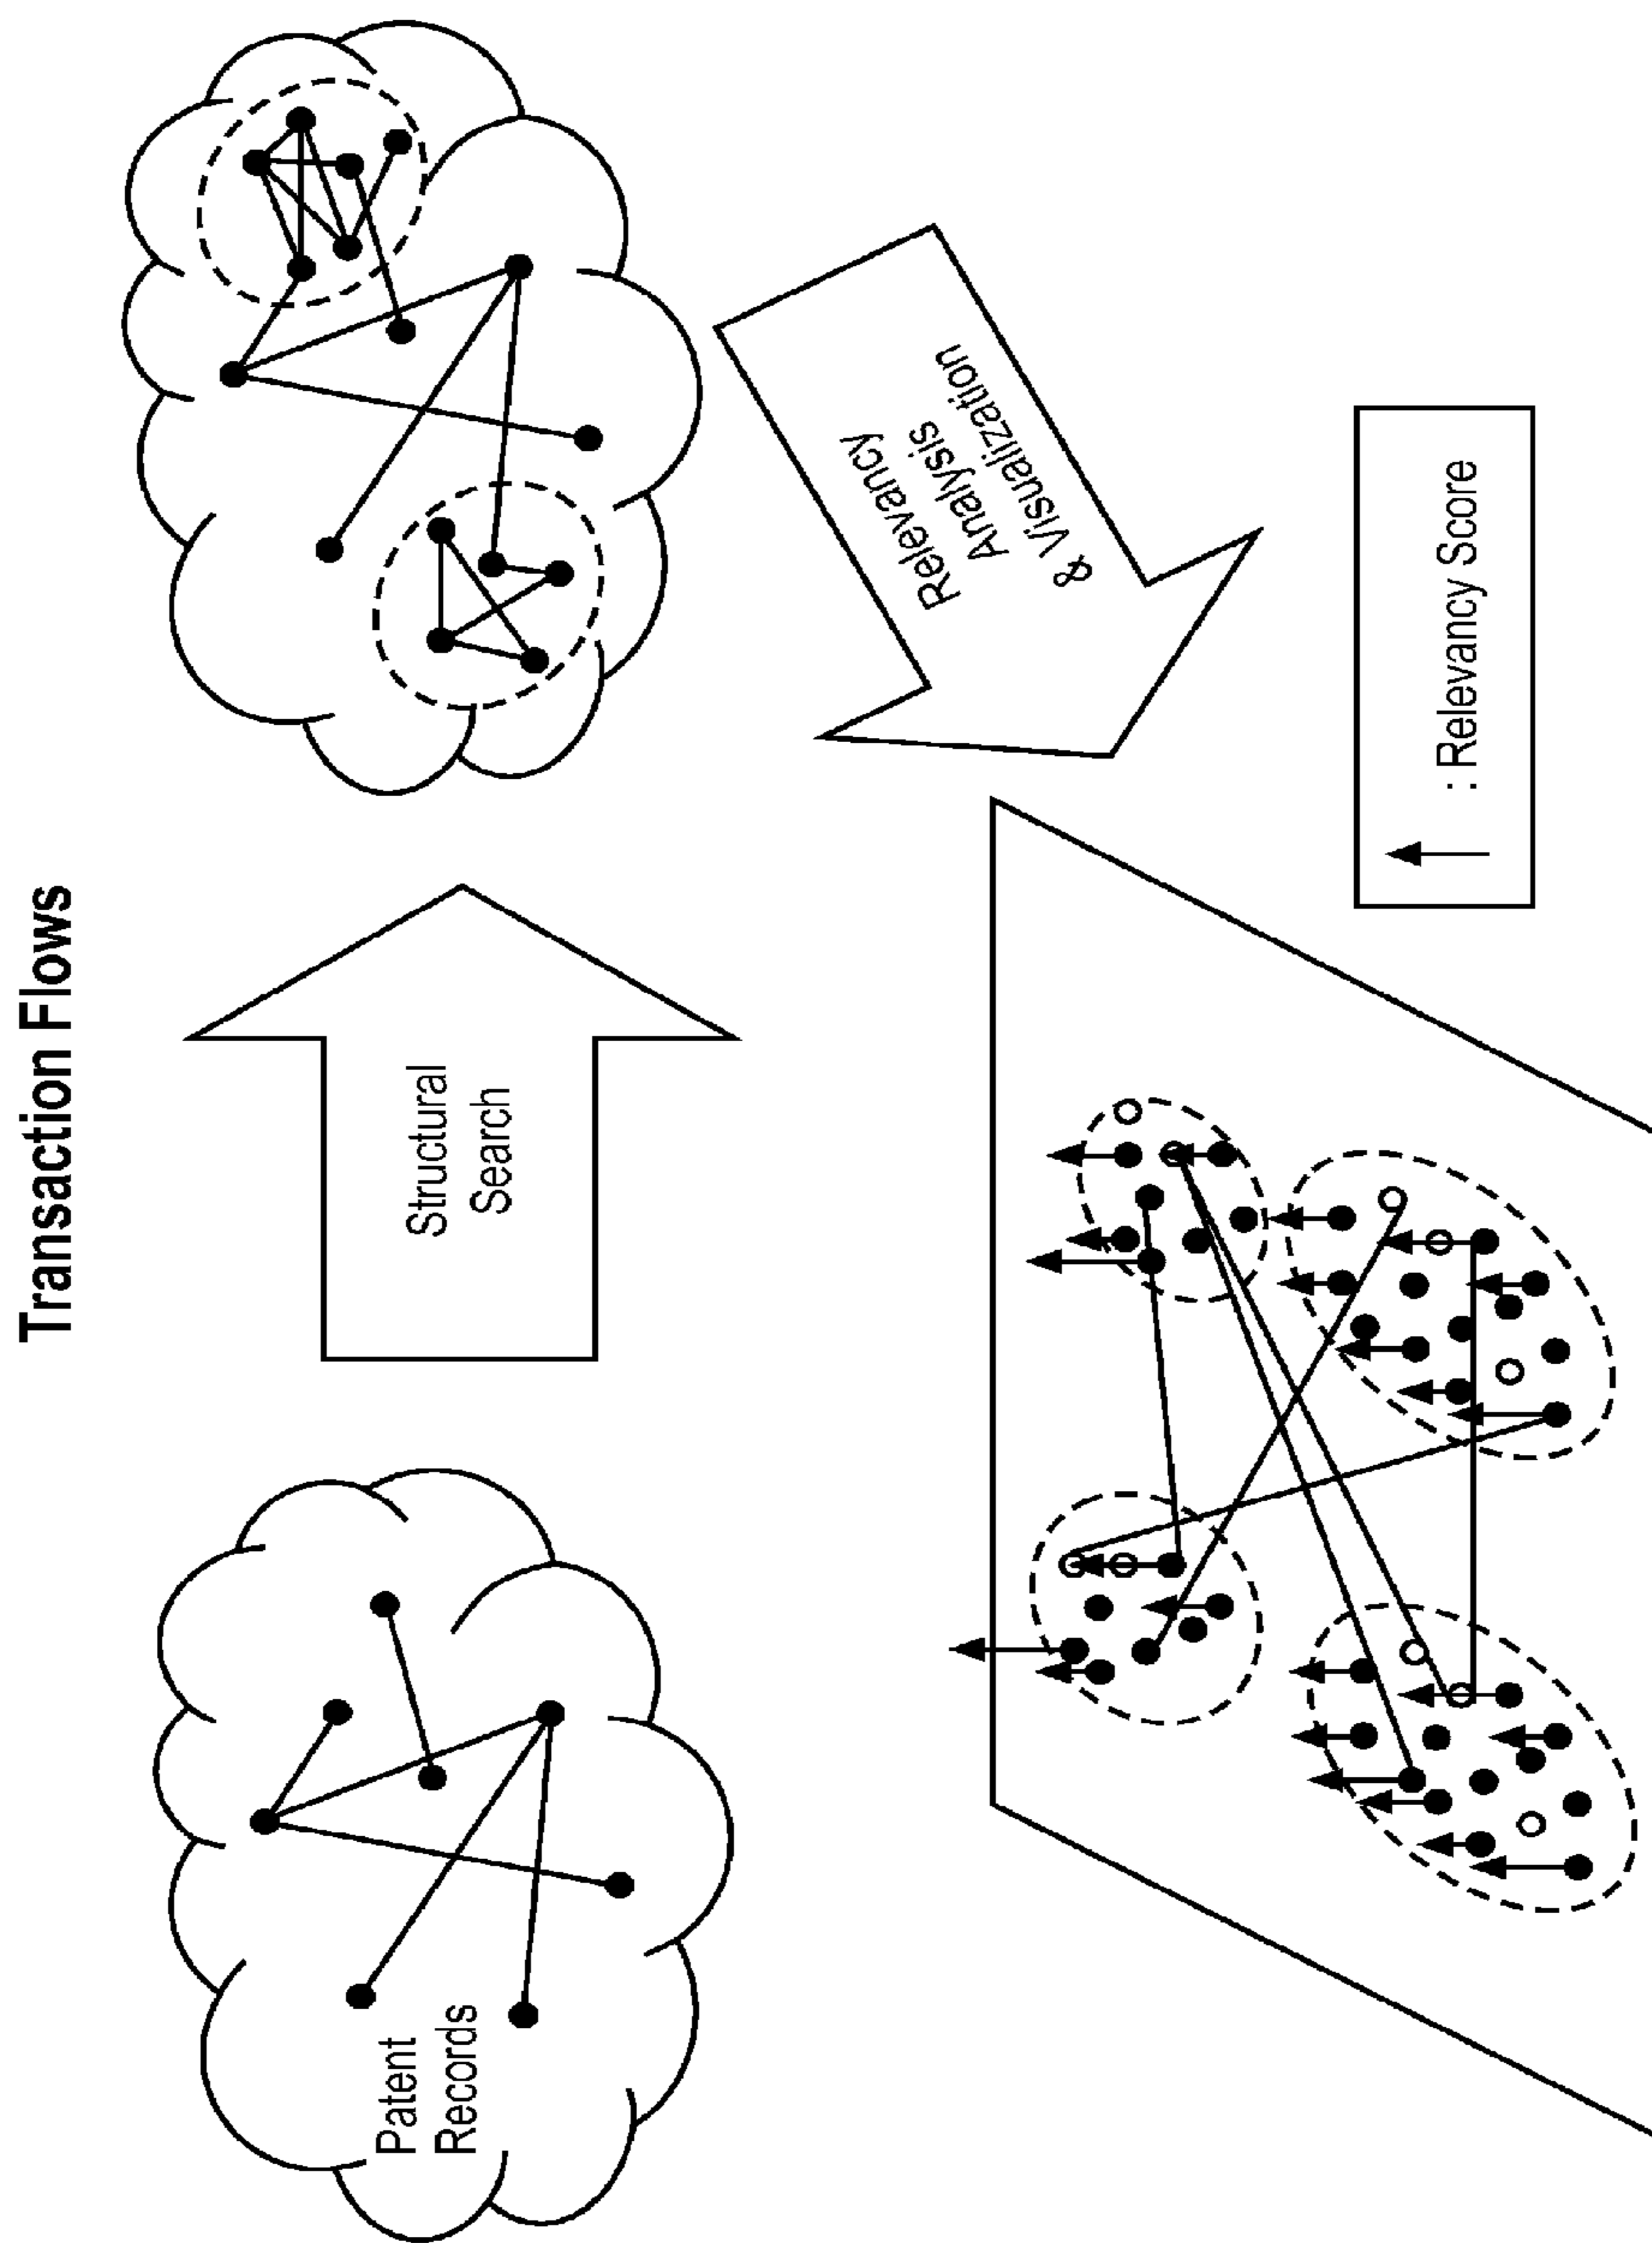 Transaction Flows
Patent
Records
Structural
Search
Relevancy
Analysis
& Visualization
: Relevancy Score